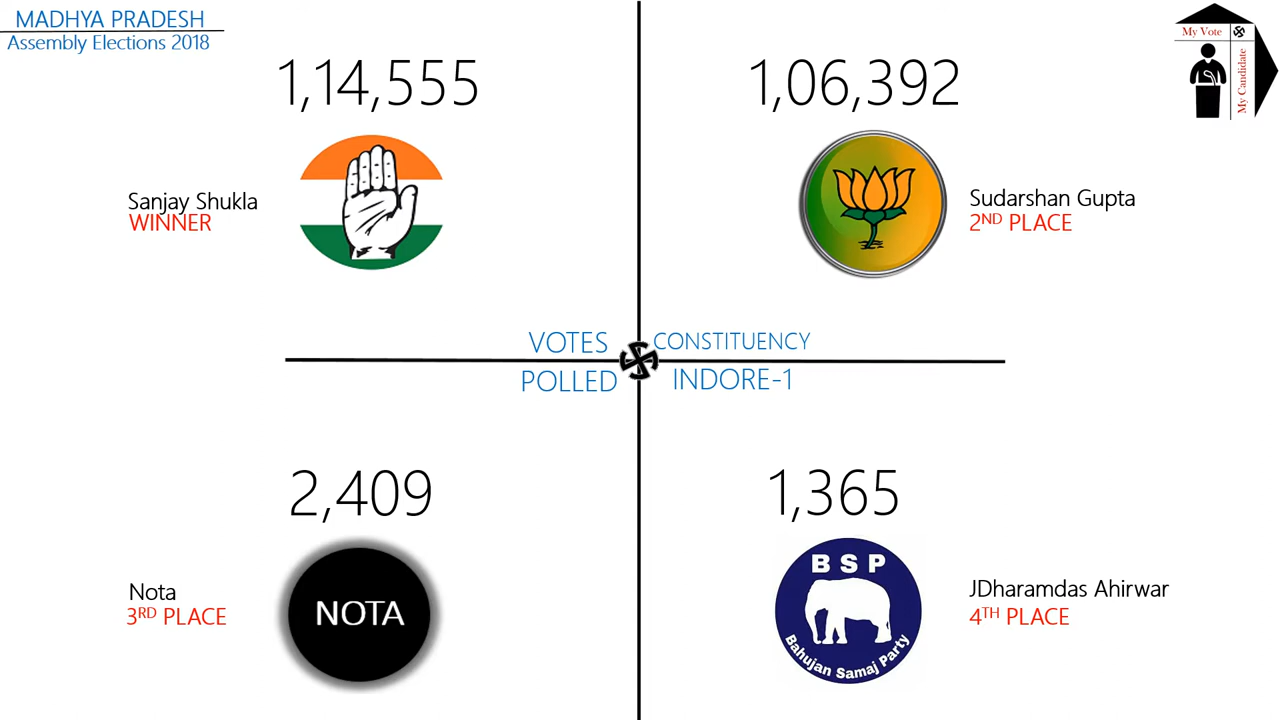 MADHYA PRADESH
Assembly Elections 2018
My Vote
My Candidate
1,14,555
Sanjay Shukla
WINNER
1,06,392
Sudarshan Gupta
2ND PLACE
VOTES
POLLED
CONSTITUENCY
INDORE-1
2,409
Nota
3RD PLACE
NOTA
1,365
BSP
Bahujan Samaj Party
JDharamdas Ahirwar
4TH PLACE